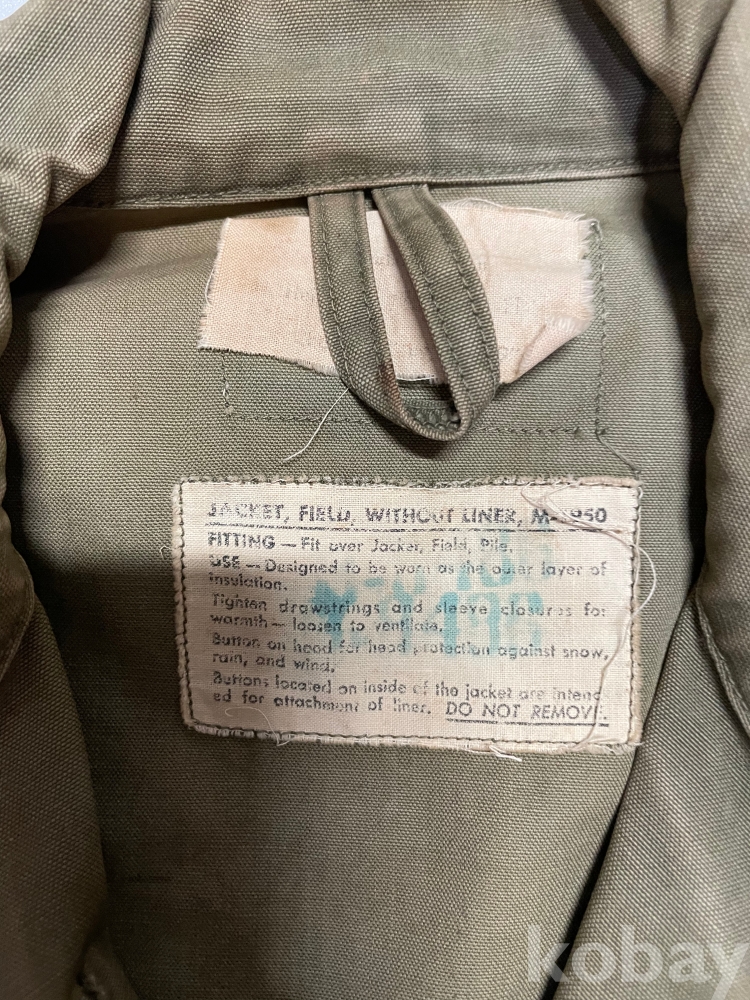 JACKET, FIELD, WITHOUT LINER, M-1950
FITTING — Fit over Jacket, Field, Pile.
USE — Designed to be worn as the outer layer of
insulation.
Tighten drawstrings and sleeve closures for
warmth — loosen to ventilate.
Button on hood for head protection against snow,
rain, and wind.
Buttons located on inside of the jacket are intend-
ed for attachment of liner. DO NOT REMOVE.
kobay